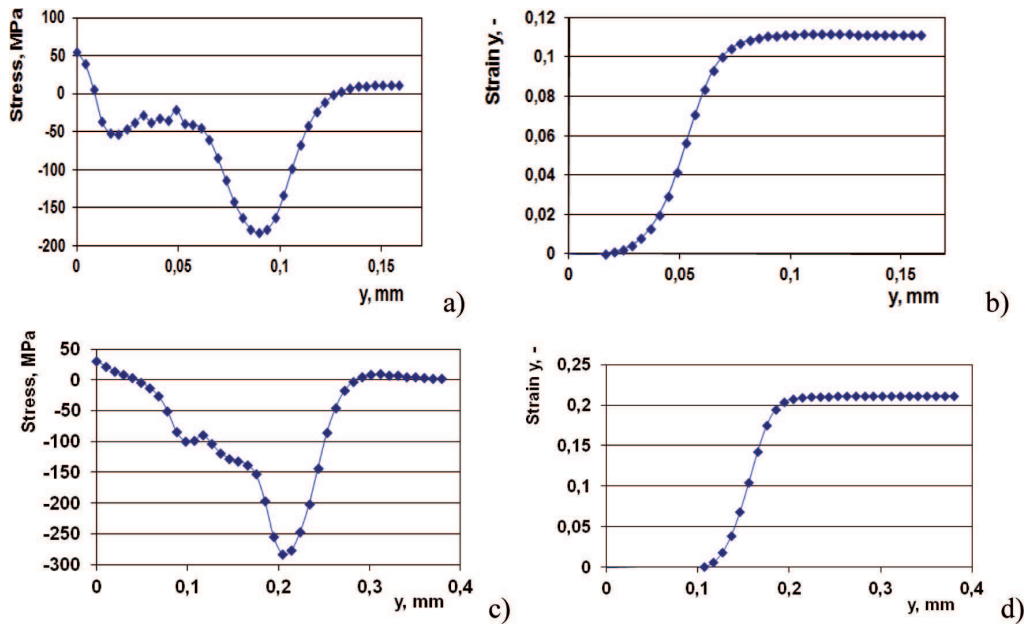 Stress, MPa
100
50
0
-50
-100
-150
-200
0 0,05 0,1 0,15
y, mm
a)
Strain y, -
0,12
0,11
0,08
0,06
0,04
0,02
0
0 0,05 0,1 0,15
y, mm
b)
Stress, MPa
50
0
-50
-100
-150
-200
-250
-300
0 0,1 0,2 0,3 0,4
y, mm
c)
Strain y, -
0,25
0,2
0,15
0,1
0,05
0
0 0,1 0,2 0,3 0,4
y, mm
d)